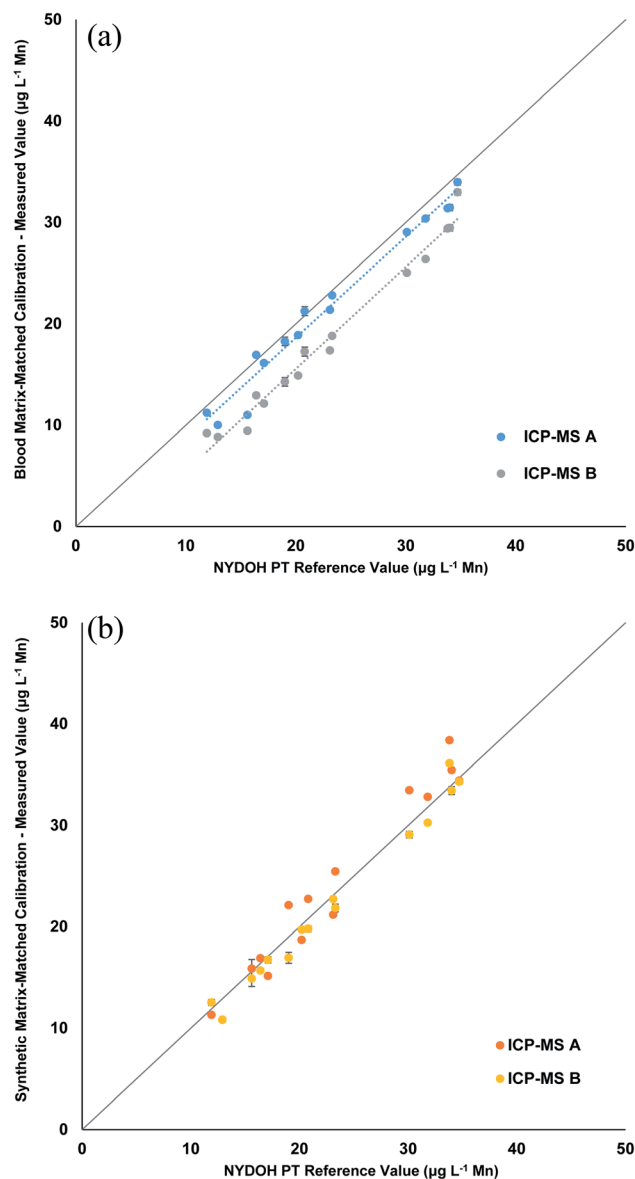 (a)
Blood Matrix-Matched Calibration - Measured Value (µg L-1 Mn)
50
40
30
20
10
0
ICP-MS A
ICP-MS B
0 10 20 30 40 50
NYDOH PT Reference Value (µg L-1 Mn)
(b)
Synthetic Matrix-Matched Calibration - Measured Value (µg L-1 Mn)
50
40
30
20
10
0
ICP-MS A
ICP-MS B
0 10 20 30 40 50
NYDOH PT Reference Value (µg L-1 Mn)